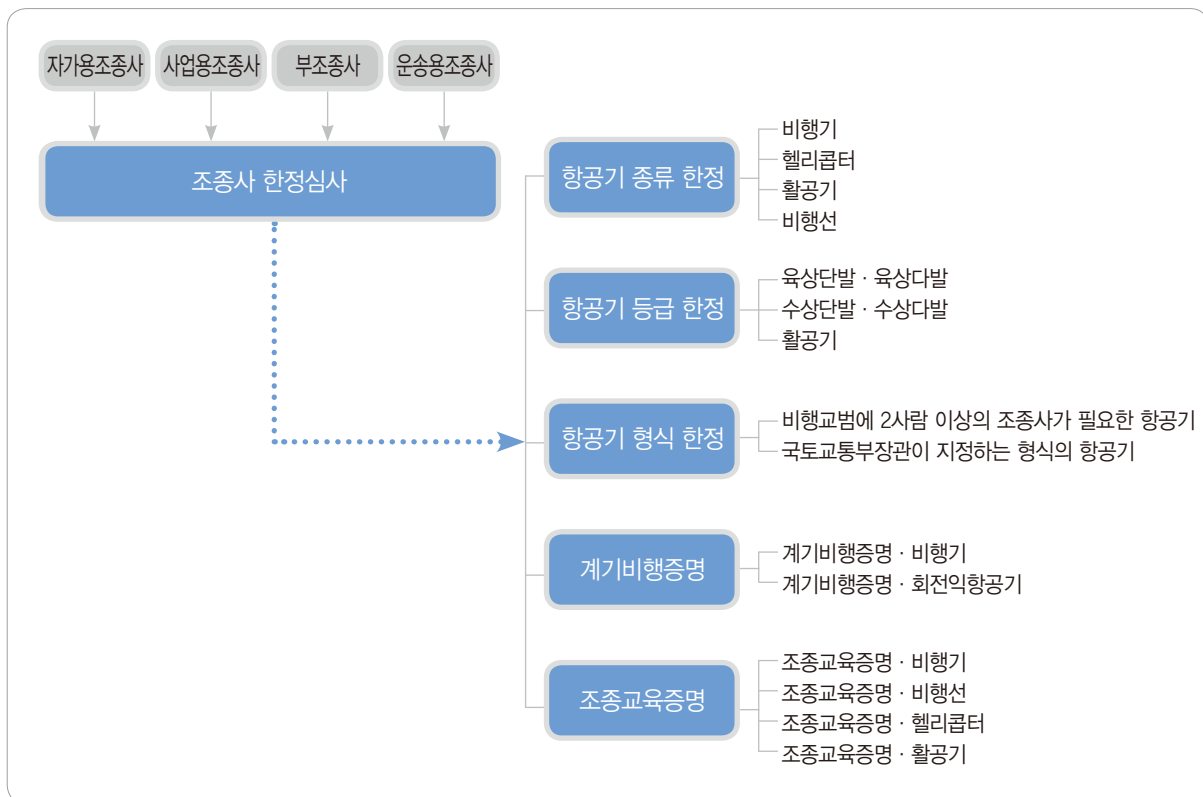 자가용조종사
사업용조종사
부조종사
운송용조종사
조종사 한정심사
항공기 종류 한정
비행기
헬리콥터
활공기
비행선
항공기 등급 한정
육상단발 · 육상다발
수상단발 · 수상다발
활공기
항공기 형식 한정
비행교범에 2사람 이상의 조종사가 필요한 항공기
국토교통부장관이 지정하는 형식의 항공기
계기비행증명
계기비행증명 · 비행기
계기비행증명 · 회전익항공기
조종교육증명
조종교육증명 · 비행기
조종교육증명 · 비행선
조종교육증명 · 헬리콥터
조종교육증명 · 활공기